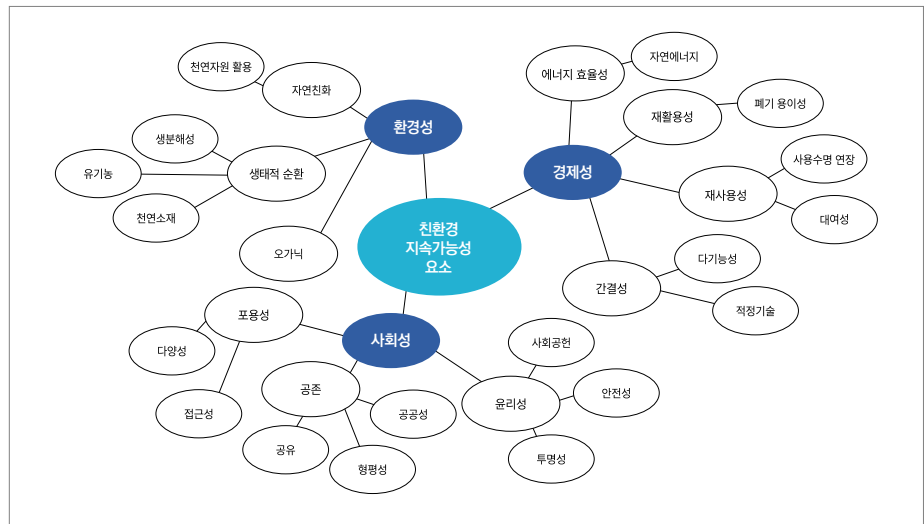 친환경
지속가능성
요소
환경성
자연친화
천연자원 활용
생태적 순환
생분해성
유기농
천연소재
오가닉
경제성
에너지 효율성
자연에너지
재활용성
폐기 용이성
재사용성
사용수명 연장
대여성
간결성
다기능성
적정기술
사회성
포용성
다양성
접근성
공존
공유
형평성
공공성
윤리성
사회공헌
안전성
투명성